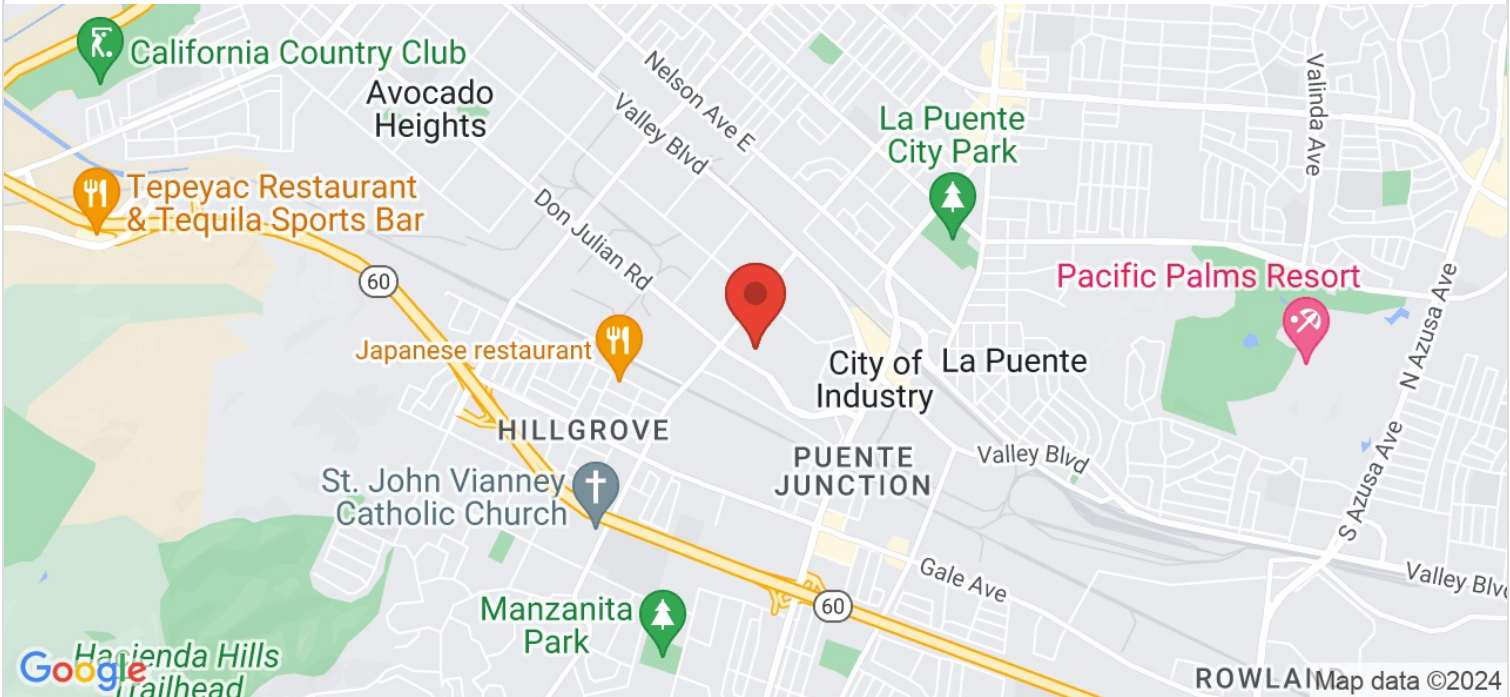 California Country Club
Avocado
Heights
Nelson Ave E
Valley Blvd
Valinda Ave
La Puente
City Park
Tepeyac Restaurant
& Tequila Sports Bar
Don Julian Rd
60
Pacific Palms Resort
N Azusa Ave
Japanese restaurant
City of
Industry
La Puente
HILLGROVE
PUENTE
JUNCTION
Valley Blvd
St. John Vianney
Catholic Church
S Azusa Ave
Gale Ave
Valley Blv
Manzanita
Park
60
Hacienda Hills
Trailhead
Google
ROWLAN
Map data ©2024